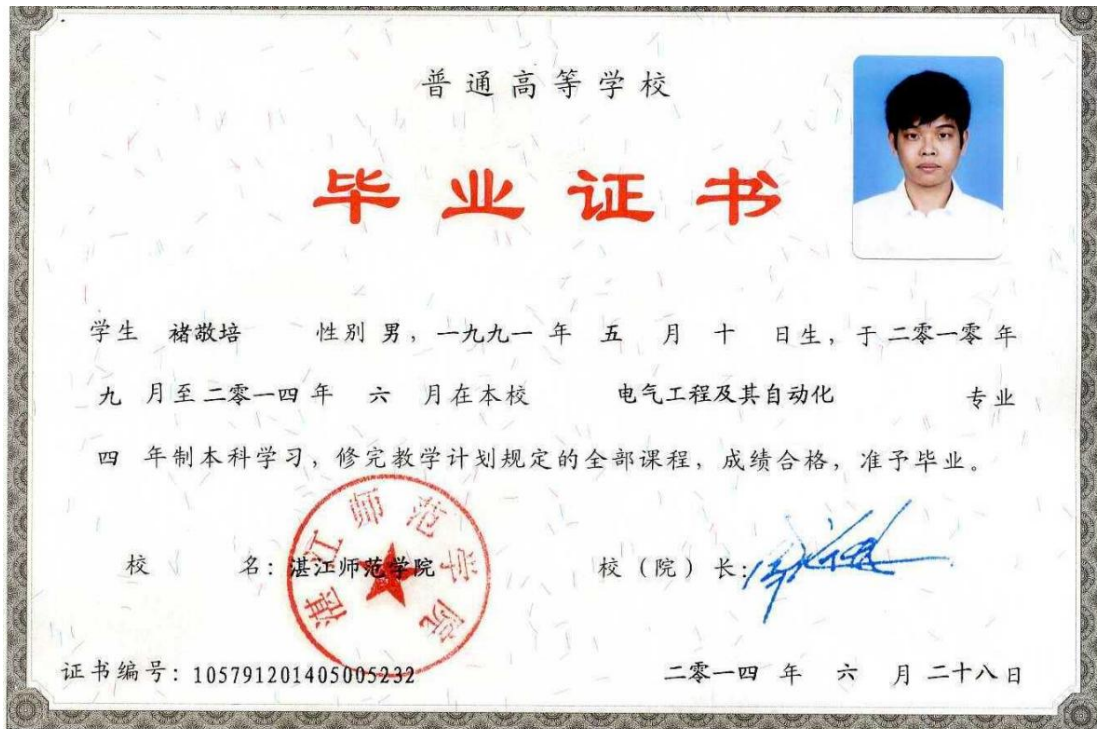 普通高等学校
毕业证书
学生 褚敬培 性别 男，一九九一 年 五 月 十 日生，于 二零一零 年
九 月至 二零一四 年 六 月在本校 电气工程及其自动化 专业
四 年制本科学习，修完教学计划规定的全部课程，成绩合格，准予毕业。
湛江师范学院
校 名：湛江师范学院 校（院）长：
证书编号：105791201405005232 二零一四 年 六 月 二十八 日